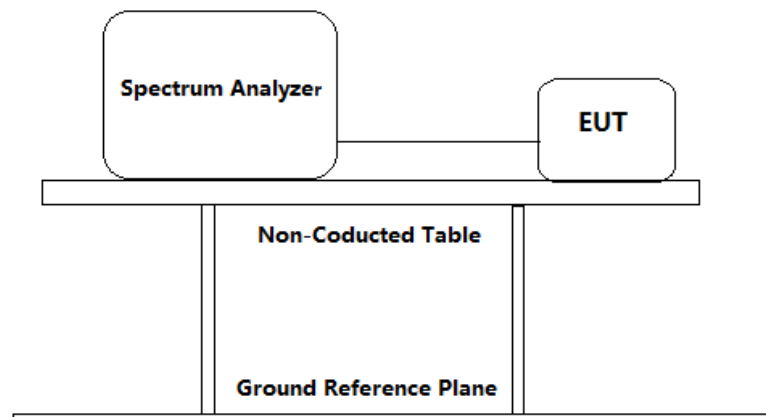 Spectrum Analyzer
EUT
Non-Coducted Table
Ground Reference Plane